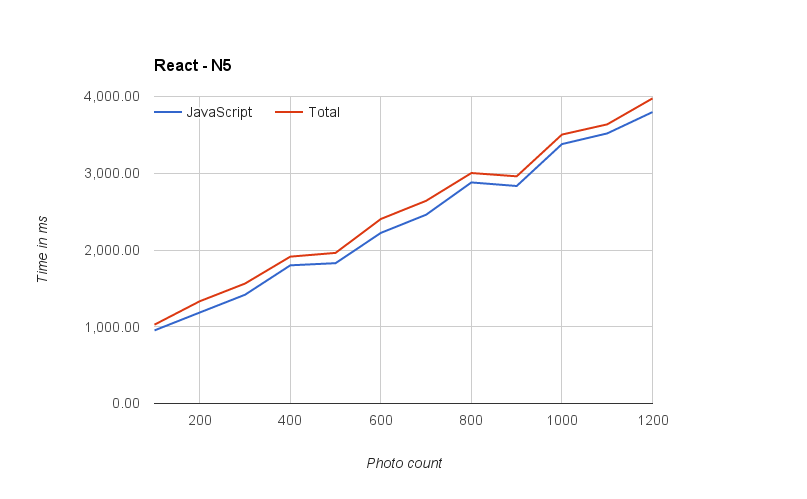 React - N5
4,000.00
JavaScript Total
3,000.00
2,000.00
1,000.00
0.00
Time in ms
200 400 600 800 1000 1200
Photo count